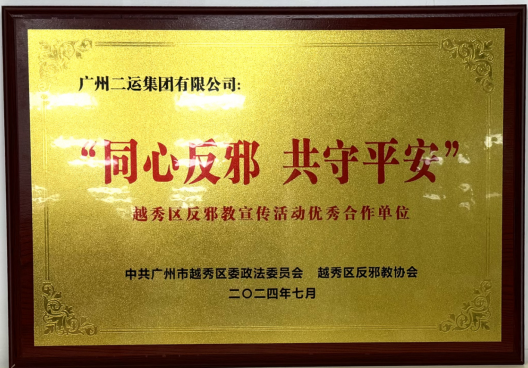 广州二运集团有限公司:
“同心反邪 共守平安”
越秀区反邪教宣传活动优秀合作单位
中共广州市越秀区委政法委员会 越秀区反邪教协会
二〇二四年七月